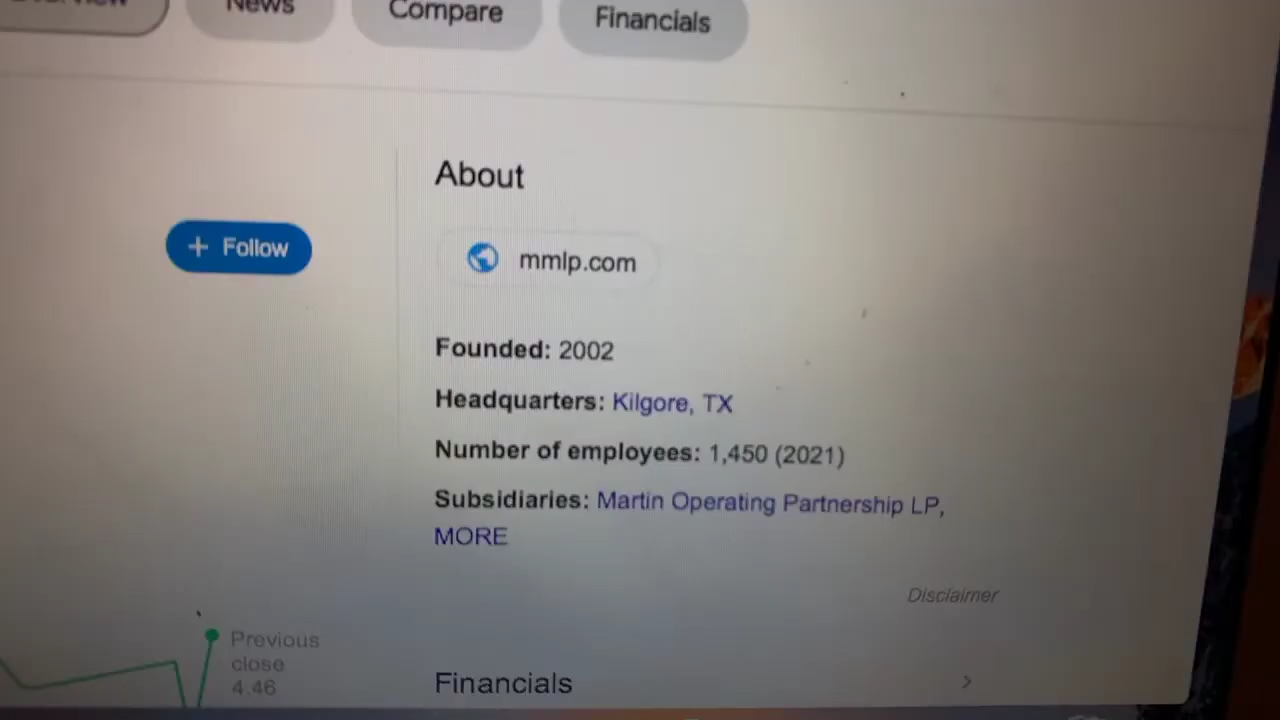 News
Compare
Financials
About
+ Follow
mmlp.com
Founded: 2002
Headquarters: Kilgore, TX
Number of employees: 1,450 (2021)
Subsidiaries: Martin Operating Partnership LP,
MORE
Disclaimer
Previous
close
4.46
Financials